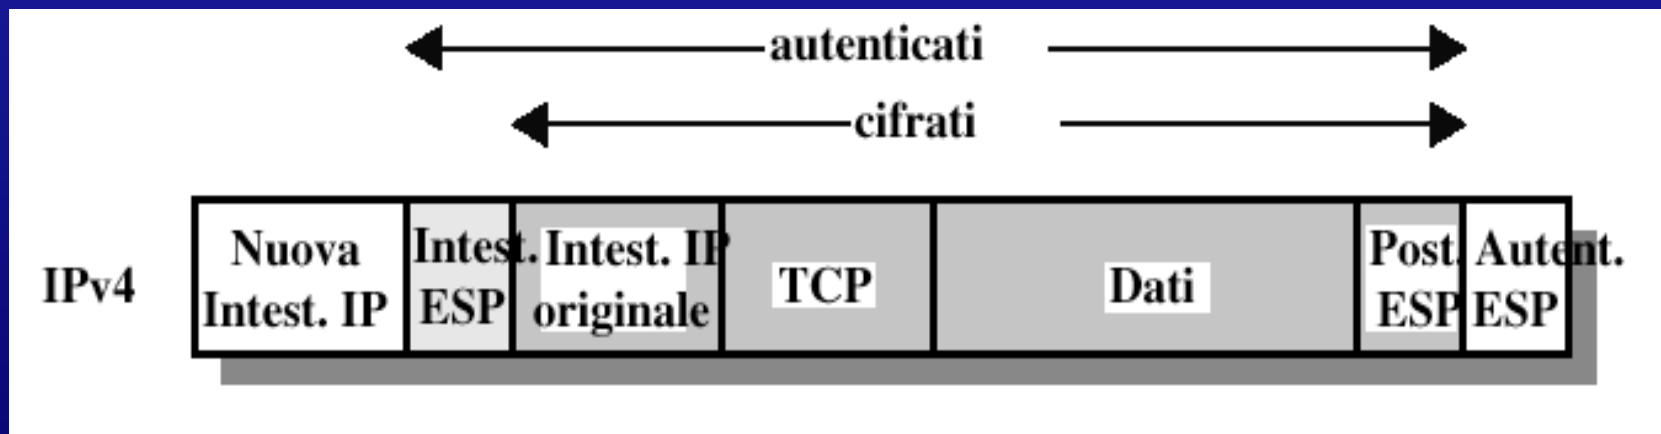 autenticati
cifrati
IPv4
Nuova
Intest. IP
Intest.
ESP
Intest. IP
originale
TCP
Dati
Post.
ESP
Autent.
ESP